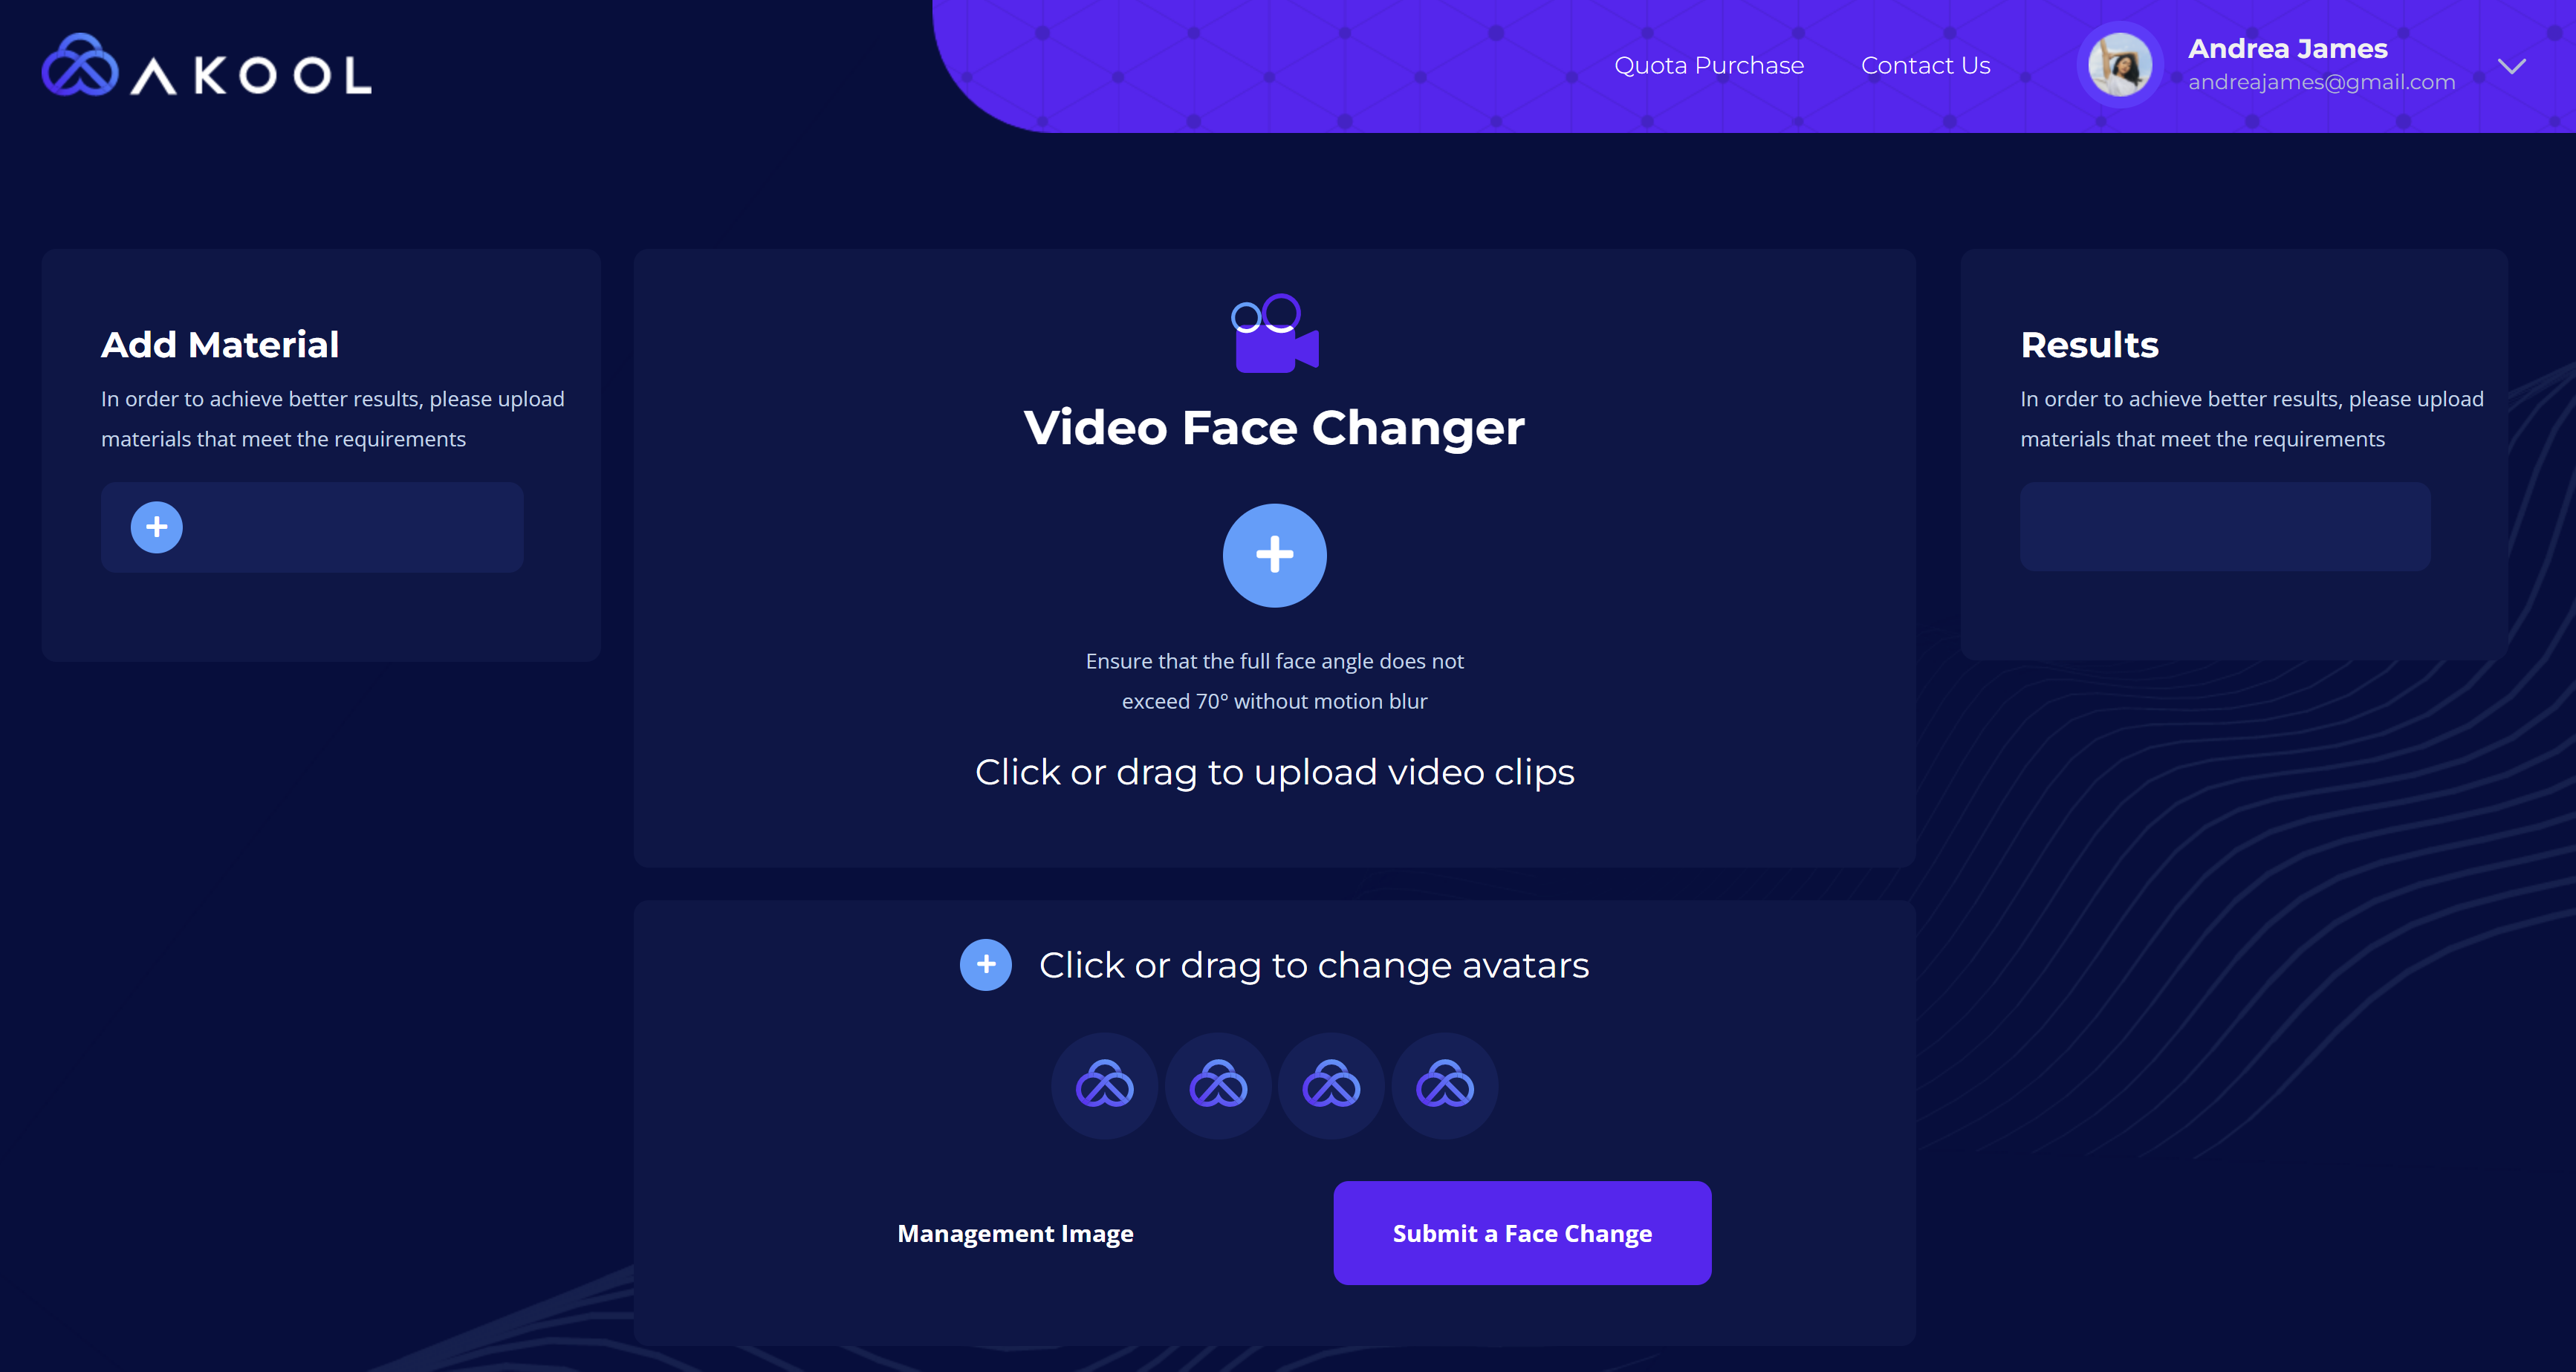 AKOOL
Quota Purchase
Contact Us
Andrea James
andreajames@gmail.com
Add Material
In order to achieve better results, please upload
materials that meet the requirements
Video Face Changer
Ensure that the full face angle does not
exceed 70° without motion blur
Click or drag to upload video clips
Results
In order to achieve better results, please upload
materials that meet the requirements
Click or drag to change avatars
Management Image
Submit a Face Change